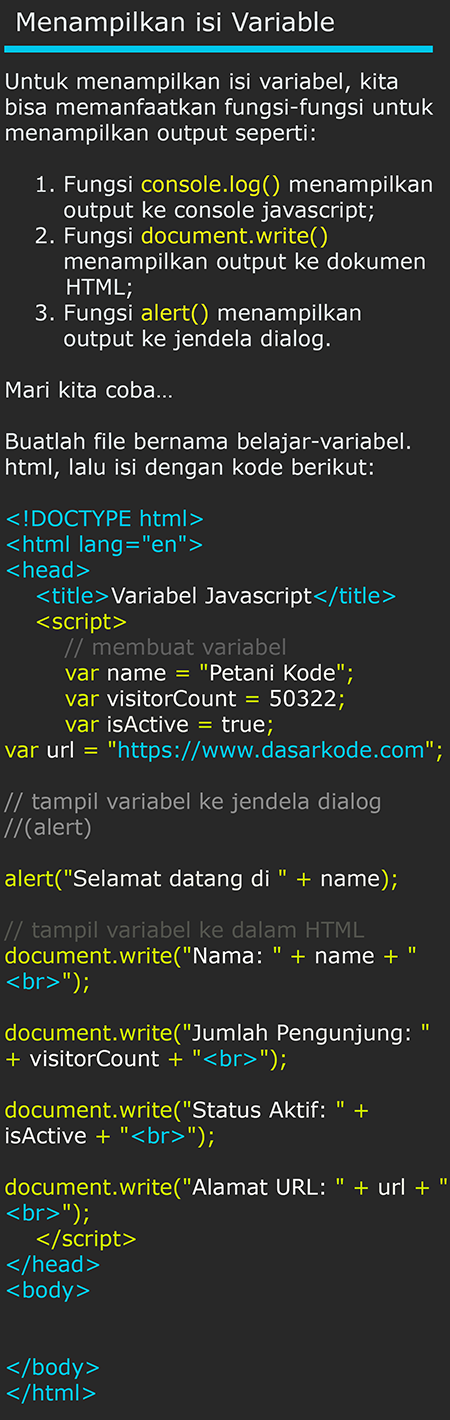 Menampilkan isi Variable
Untuk menampilkan isi variabel, kita
bisa memanfaatkan fungsi-fungsi untuk
menampilkan output seperti:
1. Fungsi console.log() menampilkan
output ke console javascript;
2. Fungsi document.write()
menampilkan output ke dokumen
HTML;
3. Fungsi alert() menampilkan
output ke jendela dialog.
Mari kita coba...
Buatlah file bernama belajar-variabel.
html, lalu isi dengan kode berikut:
<!DOCTYPE html>
<html lang="en">
<head>
<title>Variabel Javascript</title>
<script>
// membuat variabel
var name = "Petani Kode";
var visitorCount = 50322;
var isActive = true;
var url = "https://www.dasarkode.com";
// tampil variabel ke jendela dialog
//(alert)
alert("Selamat datang di " + name);
// tampil variabel ke dalam HTML
document.write("Nama: " + name + "
<br>");
document.write("Jumlah Pengunjung: "
+ visitorCount + "<br>");
document.write("Status Aktif: " +
isActive + "<br>");
document.write("Alamat URL: " + url + "
<br>");
</script>
</head>
<body>
</body>
</html>